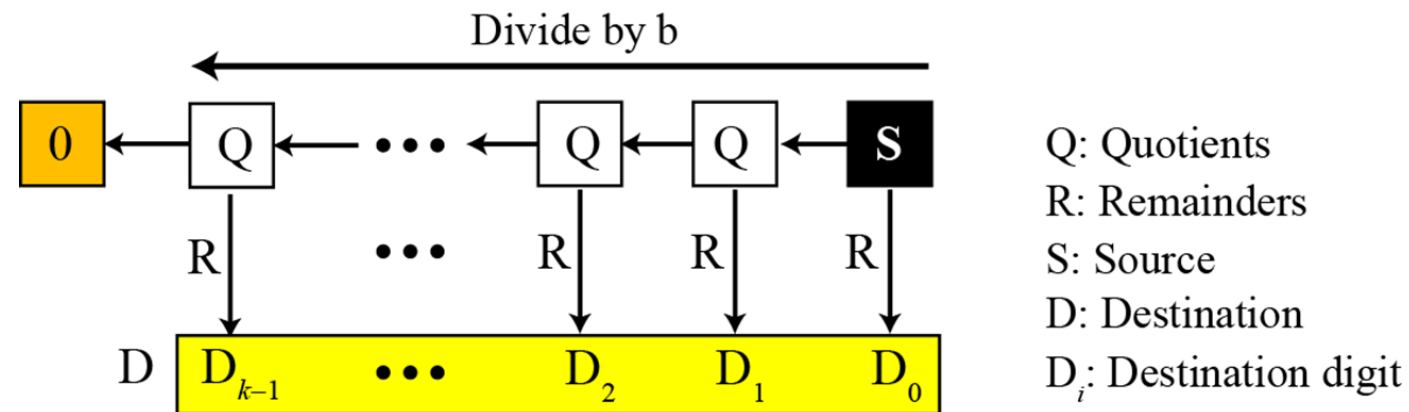 Divide by b
0 Q ••• Q Q S
R ••• R R R
D D_{k–1} ••• D_2 D_1 D_0
Q: Quotients
R: Remainders
S: Source
D: Destination
D_i: Destination digit